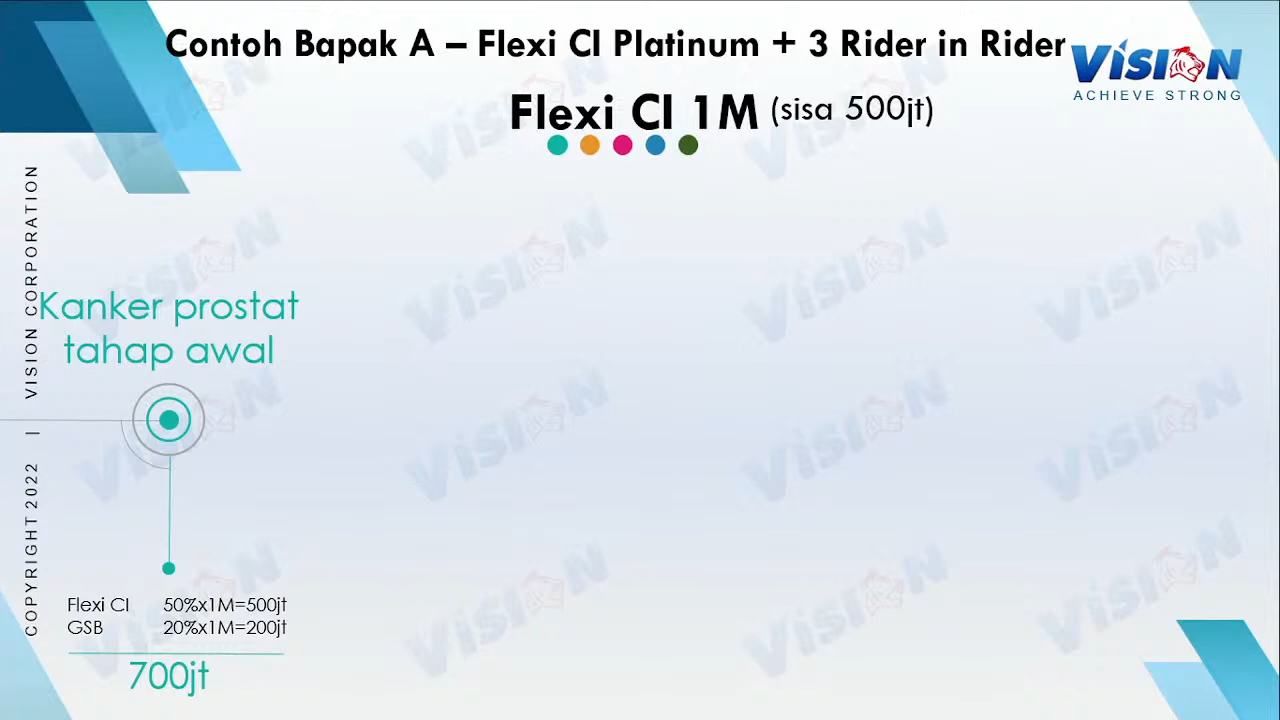 Contoh Bapak A – Flexi CI Platinum + 3 Rider in Rider
VISION
ACHIEVE STRONG
Flexi CI 1M (sisa 500jt)
COPYRIGHT 2022 | VISION CORPORATION
Kanker prostat
tahap awal
Flexi CI 50%x1M=500jt
GSB 20%x1M=200jt
700jt